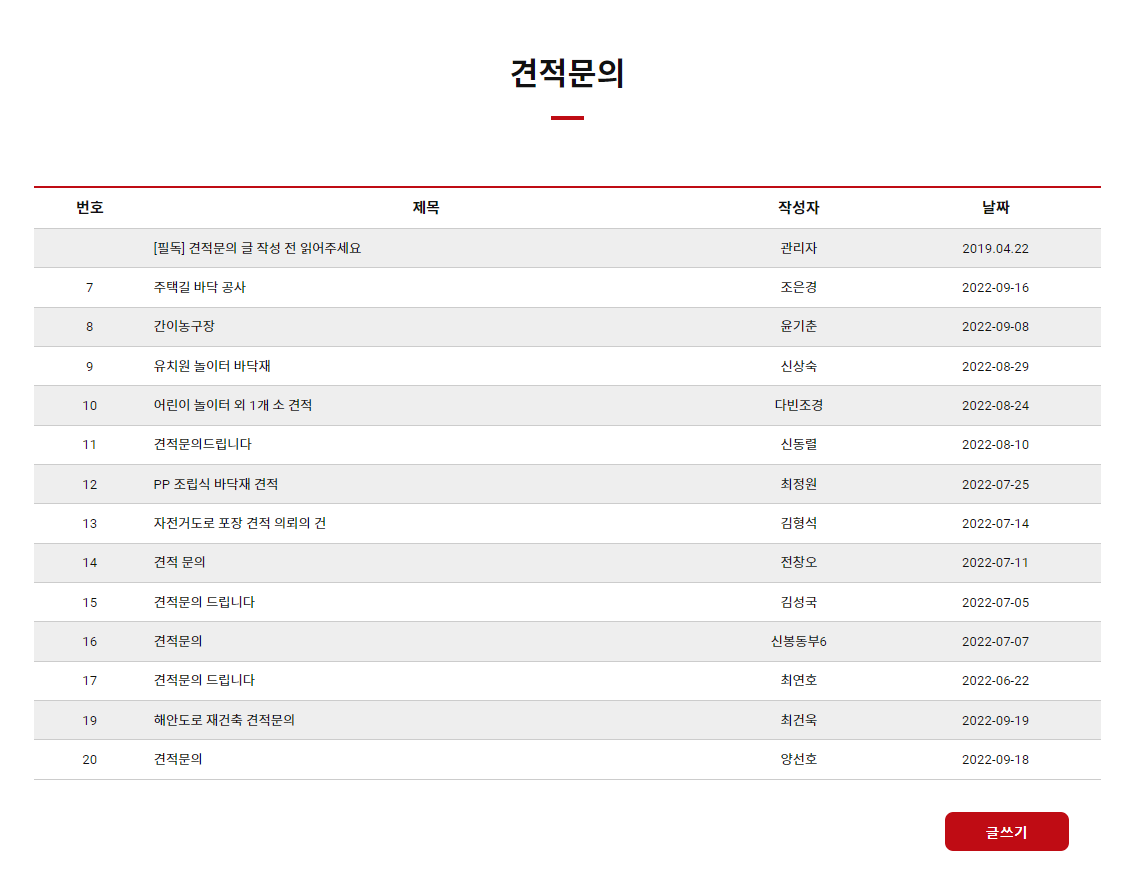 견적문의
번호 제목 작성자 날짜
[필독] 견적문의 글 작성 전 읽어주세요 관리자 2019.04.22
7 주택길 바닥 공사 조은경 2022-09-16
8 간이농구장 윤기춘 2022-09-08
9 유치원 놀이터 바닥재 신상숙 2022-08-29
10 어린이 놀이터 외 1개 소 견적 다빈조경 2022-08-24
11 견적문의드립니다 신동렬 2022-08-10
12 PP 조립식 바닥재 견적 최정원 2022-07-25
13 자전거도로 포장 견적 의뢰의 건 김형석 2022-07-14
14 견적 문의 전창오 2022-07-11
15 견적문의 드립니다 김성국 2022-07-05
16 견적문의 신봉동부6 2022-07-07
17 견적문의 드립니다 최연호 2022-06-22
19 해안도로 재건축 견적문의 최건욱 2022-09-19
20 견적문의 양선호 2022-09-18
글쓰기